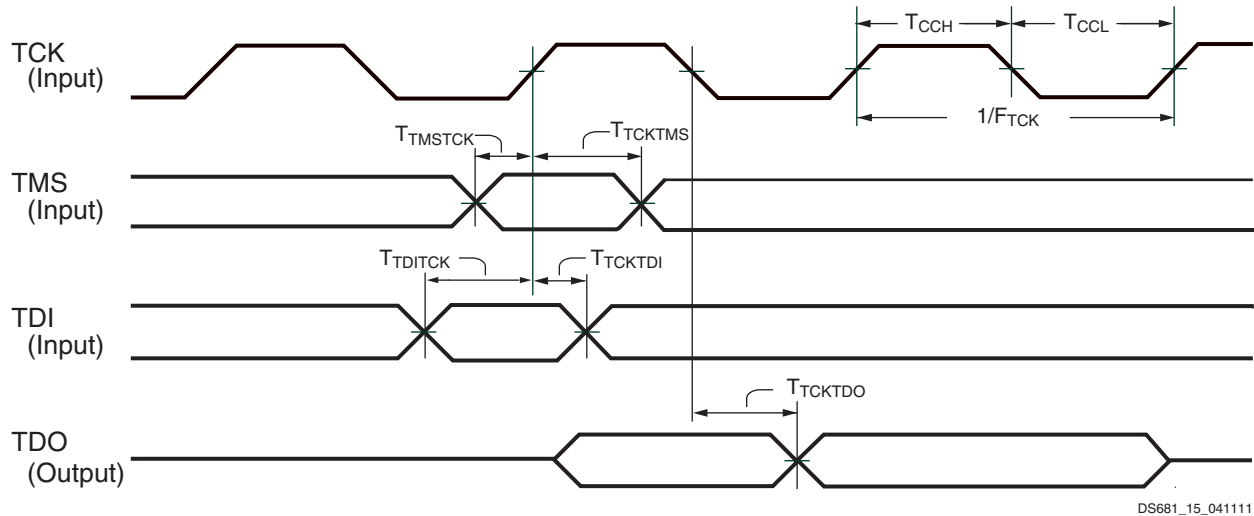 TCK
(Input)
TCCH
TCCL
1/FTCK
TTMSTCK
TTCKTMS
TMS
(Input)
TTDITCK
TTCKTDI
TDI
(Input)
TTCKTDO
TDO
(Output)
DS681_15_041111